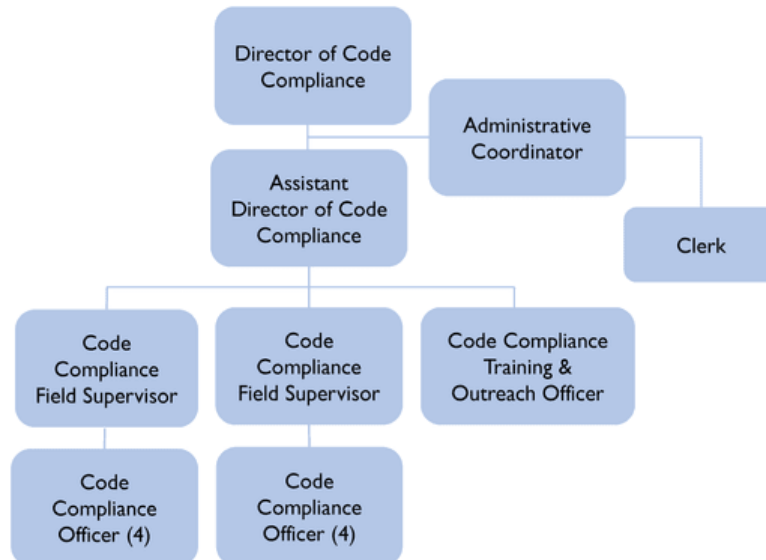 Director of Code
Compliance
Administrative
Coordinator
Assistant
Director of Code
Compliance
Clerk
Code
Compliance
Field Supervisor
Code
Compliance
Field Supervisor
Code Compliance
Training &
Outreach Officer
Code
Compliance
Officer (4)
Code
Compliance
Officer (4)